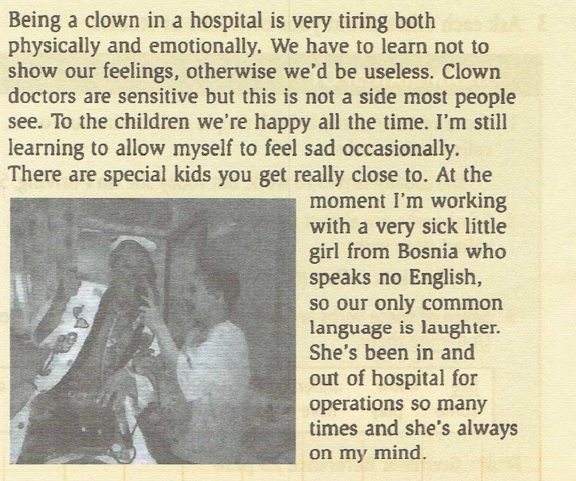 Being a clown in a hospital is very tiring both
physically and emotionally. We have to learn not to
show our feelings, otherwise we'd be useless. Clown
doctors are sensitive but this is not a side most people
see. To the children we're happy all the time. I'm still
learning to allow myself to feel sad occasionally.
There are special kids you get really close to. At the
moment I'm working
with a very sick little
girl from Bosnia who
speaks no English,
so our only common
language is laughter.
She's been in and
out of hospital for
operations so many
times and she's always
on my mind.